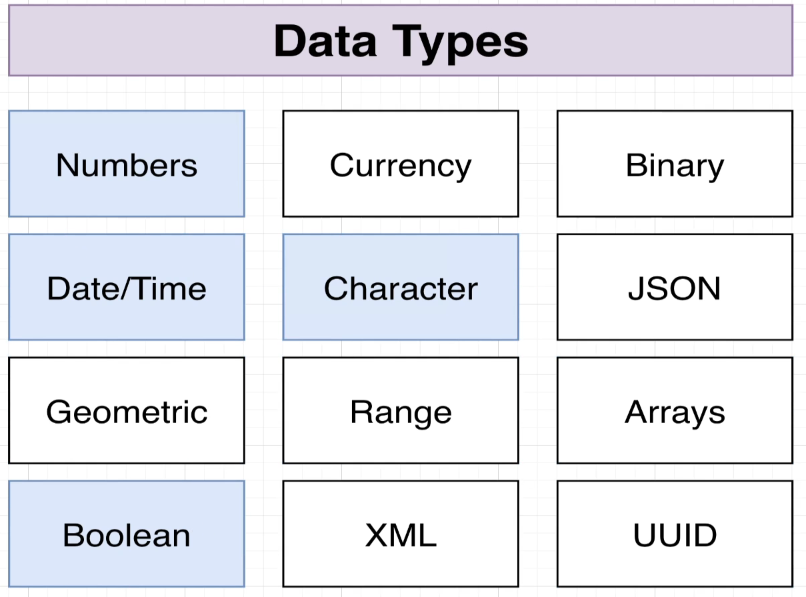 Data Types
Numbers
Currency
Binary
Date/Time
Character
JSON
Geometric
Range
Arrays
Boolean
XML
UUID